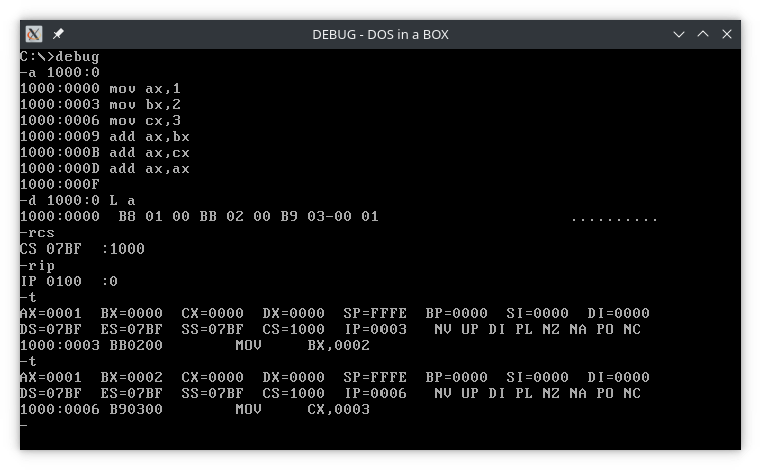 DEBUG - DOS in a BOX
C:\>debug
-a 1000:0
1000:0000 mov ax,1
1000:0003 mov bx,2
1000:0006 mov cx,3
1000:0009 add ax,bx
1000:000B add ax,cx
1000:000D add ax,ax
1000:000F
-d 1000:0 L a
1000:0000  B8 01 00 BB 02 00 B9 03-00 01                        ..........
-rcs
CS 07BF  :1000
-rip
IP 0100  :0
-t
AX=0001  BX=0000  CX=0000  DX=0000  SP=FFFE  BP=0000  SI=0000  DI=0000
DS=07BF  ES=07BF  SS=07BF  CS=1000  IP=0003   NV UP DI PL NZ NA PO NC
1000:0003 BB0200        MOV     BX,0002
-t
AX=0001  BX=0002  CX=0000  DX=0000  SP=FFFE  BP=0000  SI=0000  DI=0000
DS=07BF  ES=07BF  SS=07BF  CS=1000  IP=0006   NV UP DI PL NZ NA PO NC
1000:0006 B90300        MOV     CX,0003
-